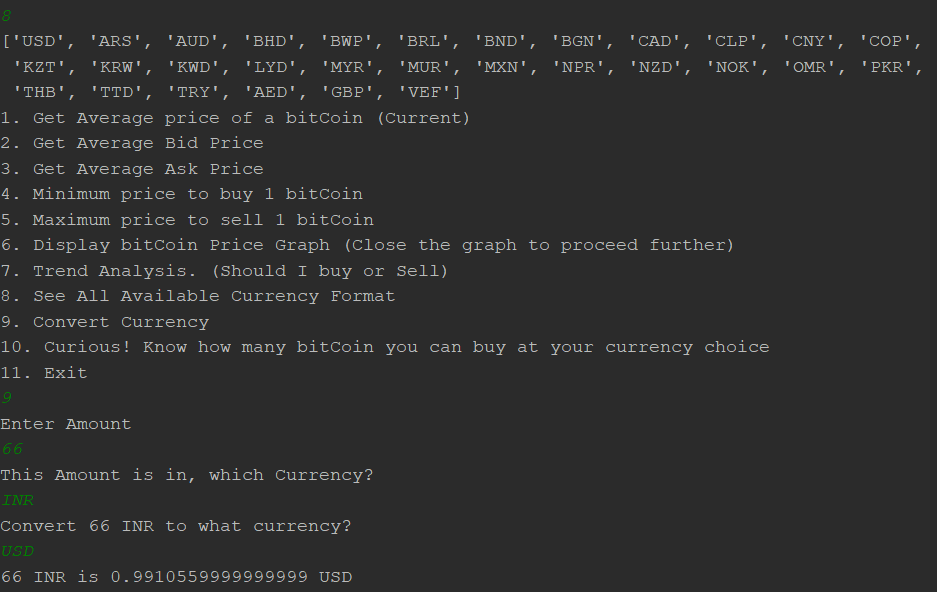 8
['USD', 'ARS', 'AUD', 'BHD', 'BWP', 'BRL', 'BND', 'BGN', 'CAD', 'CLP', 'CNY', 'COP',
'KZT', 'KRW', 'KWD', 'LYD', 'MYR', 'MUR', 'MXN', 'NPR', 'NZD', 'NOK', 'OMR', 'PKR',
'THB', 'TTD', 'TRY', 'AED', 'GBP', 'VEF']
1. Get Average price of a bitCoin (Current)
2. Get Average Bid Price
3. Get Average Ask Price
4. Minimum price to buy 1 bitCoin
5. Maximum price to sell 1 bitCoin
6. Display bitCoin Price Graph (Close the graph to proceed further)
7. Trend Analysis. (Should I buy or Sell)
8. See All Available Currency Format
9. Convert Currency
10. Curious! Know how many bitCoin you can buy at your currency choice
11. Exit
9
Enter Amount
66
This Amount is in, which Currency?
INR
Convert 66 INR to what currency?
USD
66 INR is 0.9910559999999999 USD